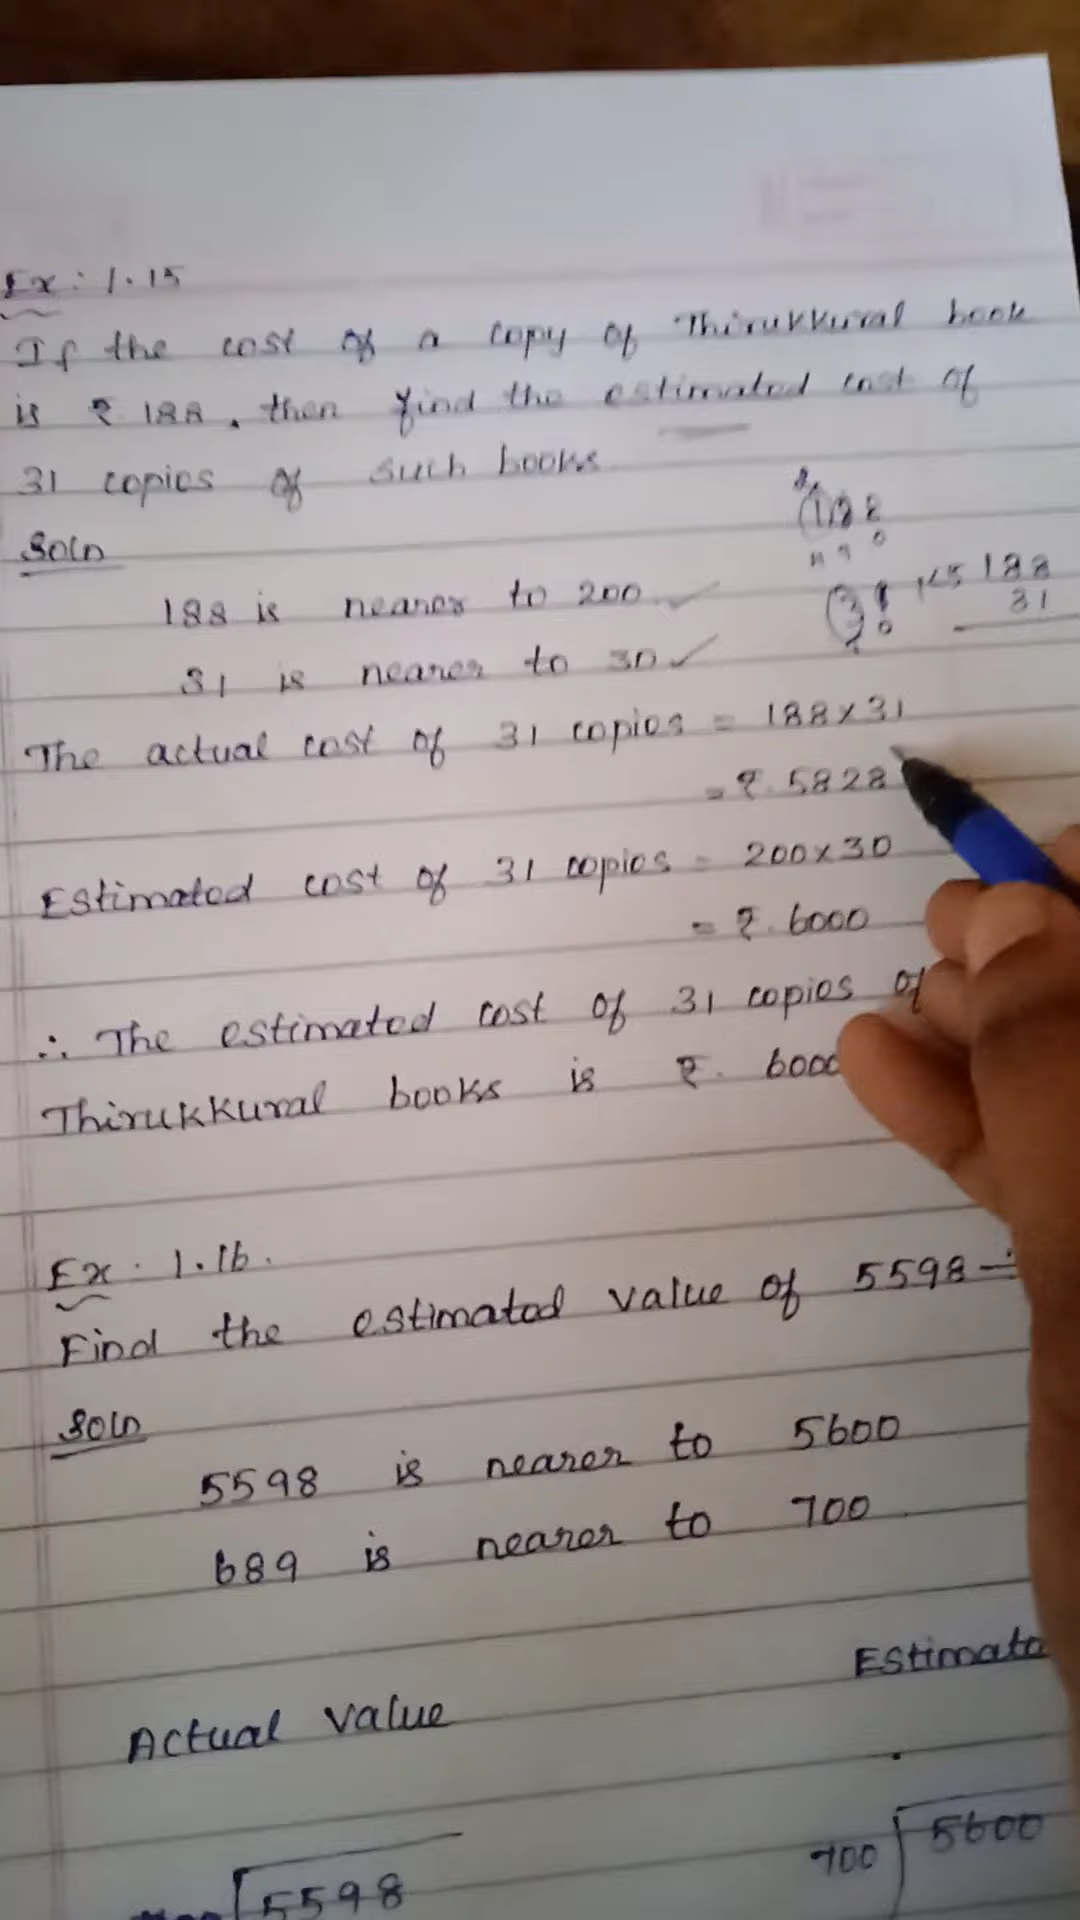 Ex: 1.15
If the cost of a copy of Thirukkural book
is ₹ 188, then find the estimated cost of
31 copies of such books
Soln
188
188 is nearer to 200 ✓
1<5 188
31
31 is nearer to 30 ✓
The actual cost of 31 copies = 188 x 31
= ₹. 5828
Estimated cost of 31 copies = 200 x 30
= ₹. 6000
∴ The estimated cost of 31 copies of
Thirukkural books is ₹. 6000
Ex: 1.16.
Find the estimated value of 5598 ÷
Soln
5598 is nearer to 5600
689 is nearer to 700
Actual value
Estimate
5598
700 5600